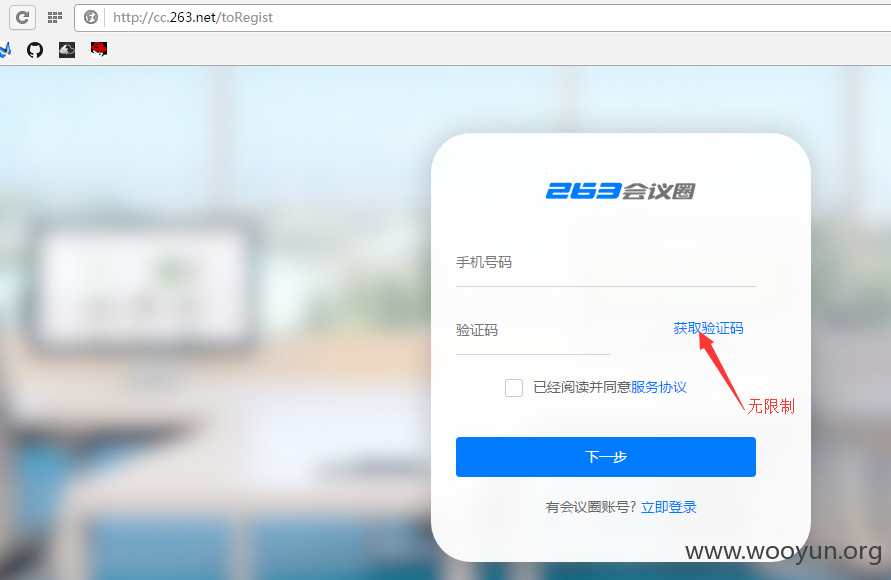 http://cc.263.net/toRegist
263会议圈
手机号码
验证码
获取验证码
已经阅读并同意服务协议
无限制
下一步
有会议圈账号? 立即登录
www.wooyun.org